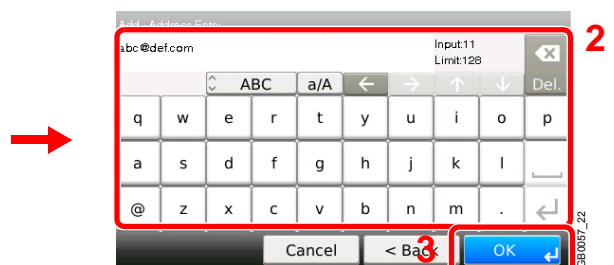 Add - Address Entry
abc@def.com
Input:11
Limit:128
2
ABC a/A ← → ↑ ↓ Del.
q w e r t y u i o p
a s d f g h j k l
@ z x c v b n m .
Cancel < Back 3 OK
GB0057_22